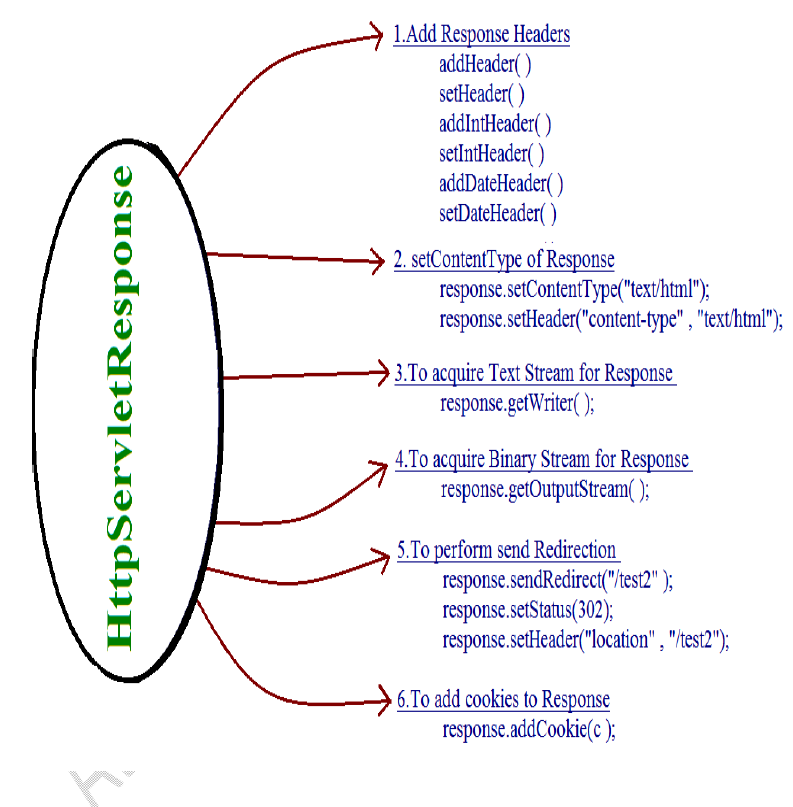 HttpServletResponse
1.Add Response Headers
addHeader( )
setHeader( )
addIntHeader( )
setIntHeader( )
addDateHeader( )
setDateHeader( )
2. setContentType of Response
response.setContentType("text/html");
response.setHeader("content-type" , "text/html");
3.To acquire Text Stream for Response
response.getWriter( );
4.To acquire Binary Stream for Response
response.getOutputStream( );
5.To perform send Redirection
response.sendRedirect("/test2" );
response.setStatus(302);
response.setHeader("location" , "/test2");
6.To add cookies to Response
response.addCookie(c );